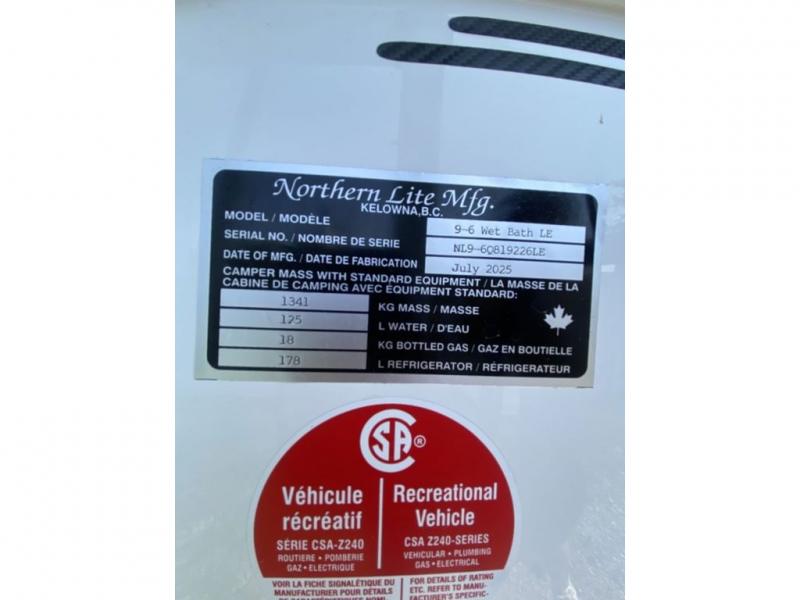 Northern Lite Mfg.
KELOWNA, B.C.
MODEL / MODÈLE 9-6 Wet Bath LE
SERIAL NO. / NOMBRE DE SERIE NL9-6Q819226LE
DATE OF MFG. / DATE DE FABRICATION July 2025
CAMPER MASS WITH STANDARD EQUIPMENT / LA MASSE DE LA
CABINE DE CAMPING AVEC ÉQUIPMENT STANDARD:
1341 KG MASS / MASSE
125 L WATER / D'EAU
18 KG BOTTLED GAS / GAZ EN BOUTIELLE
178 L REFRIGERATOR / RÉFRIGÉRATEUR
CSA ®
Véhicule
récréatif
SÉRIE CSA-Z240
ROUTIERE • POMBERIE
GAZ • ELECTRIQUE
Recreational
Vehicle
CSA Z240-SERIES
VEHICULAR • PLUMBING
GAS • ELECTRICAL
VOIR LA FICHE SIGNALÉTIQUE DU
MANUFACTURIER POUR DÉTAILS
FOR DETAILS OF RATING
ETC. REFER TO MANU-
FACTURER'S SPECIFIC-